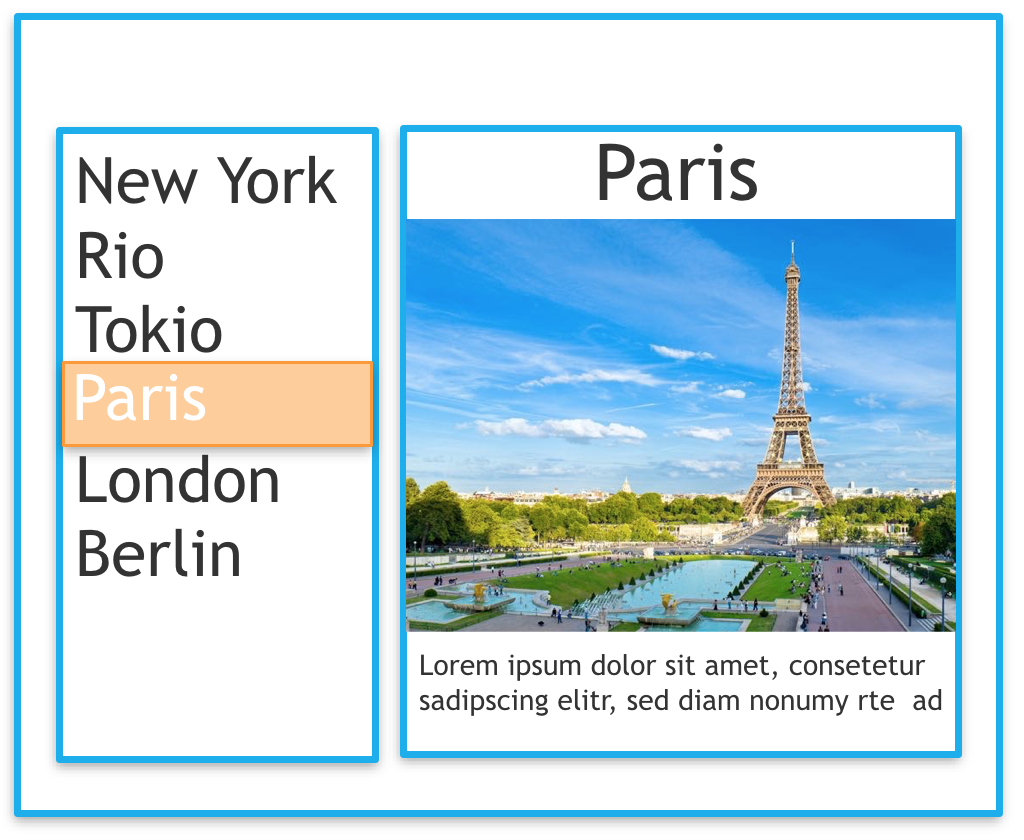 New York
Rio
Tokio
Paris
London
Berlin
Paris
Lorem ipsum dolor sit amet, consetetur
sadipscing elitr, sed diam nonumy rte  ad